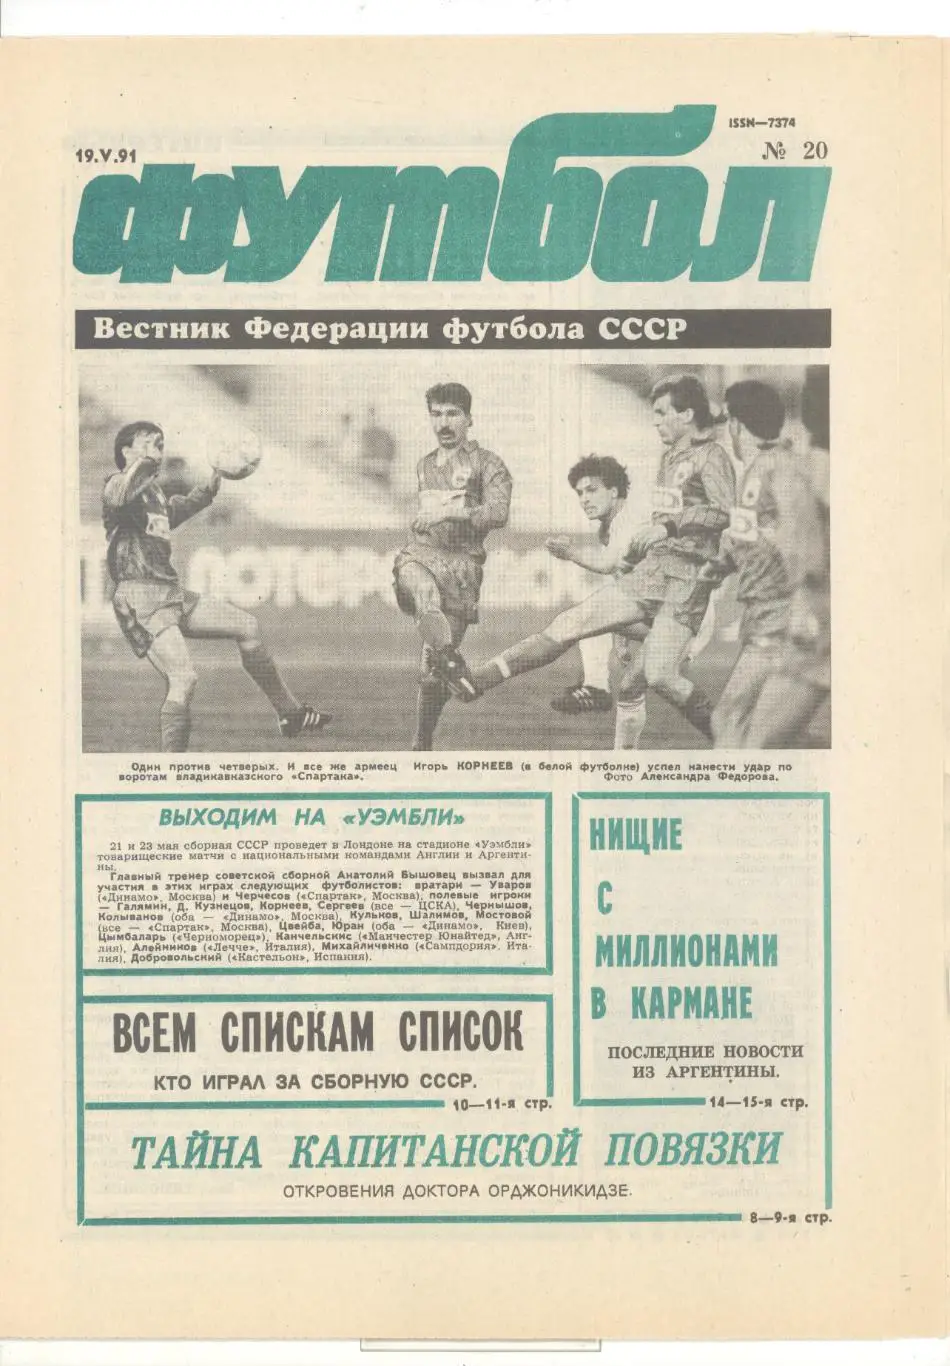 ISSN—7374
19.V.91
№ 20
футбол
Вестник Федерации футбола СССР
Один против четверых. И все же армеец Игорь КОРНЕЕВ (в белой футболке) успел нанести удар по
воротам владикавказского «Спартака». Фото Александра Федорова.
ВЫХОДИМ НА «УЭМБЛИ»
21 и 23 мая сборная СССР проведет в Лондоне на стадионе «Уэмбли»
товарищеские матчи с национальными командами Англии и Аргенти-
ны.
Главный тренер советской сборной Анатолий Бышовец вызвал для
участия в этих играх следующих футболистов: вратари — Уваров
(«Динамо», Москва) и Черчесов («Спартак», Москва), полевые игроки
— Галямин, Д. Кузнецов, Корнеев, Сергеев (все — ЦСКА), Чернышов,
Колыванов (оба — «Динамо», Москва), Кульков, Шалимов, Мостовой
(все — «Спартак», Москва), Цвейба, Юран (оба — «Динамо», Киев),
Цымбаларь («Черноморец»), Канчельскис («Манчестер Юнайтед», Анг-
лия), Алейников («Лечче», Италия), Михайличенко («Сампдория», Ита-
лия), Добровольский («Кастельон», Испания).
НИЩИЕ
С
МИЛЛИОНАМИ
В КАРМАНЕ
ПОСЛЕДНИЕ НОВОСТИ
ИЗ АРГЕНТИНЫ.
14—15-я стр.
ВСЕМ СПИСКАМ СПИСОК
КТО ИГРАЛ ЗА СБОРНУЮ СССР.
10—11-я стр.
ТАЙНА КАПИТАНСКОЙ ПОВЯЗКИ
ОТКРОВЕНИЯ ДОКТОРА ОРДЖОНИКИДЗЕ.
8—9-я стр.